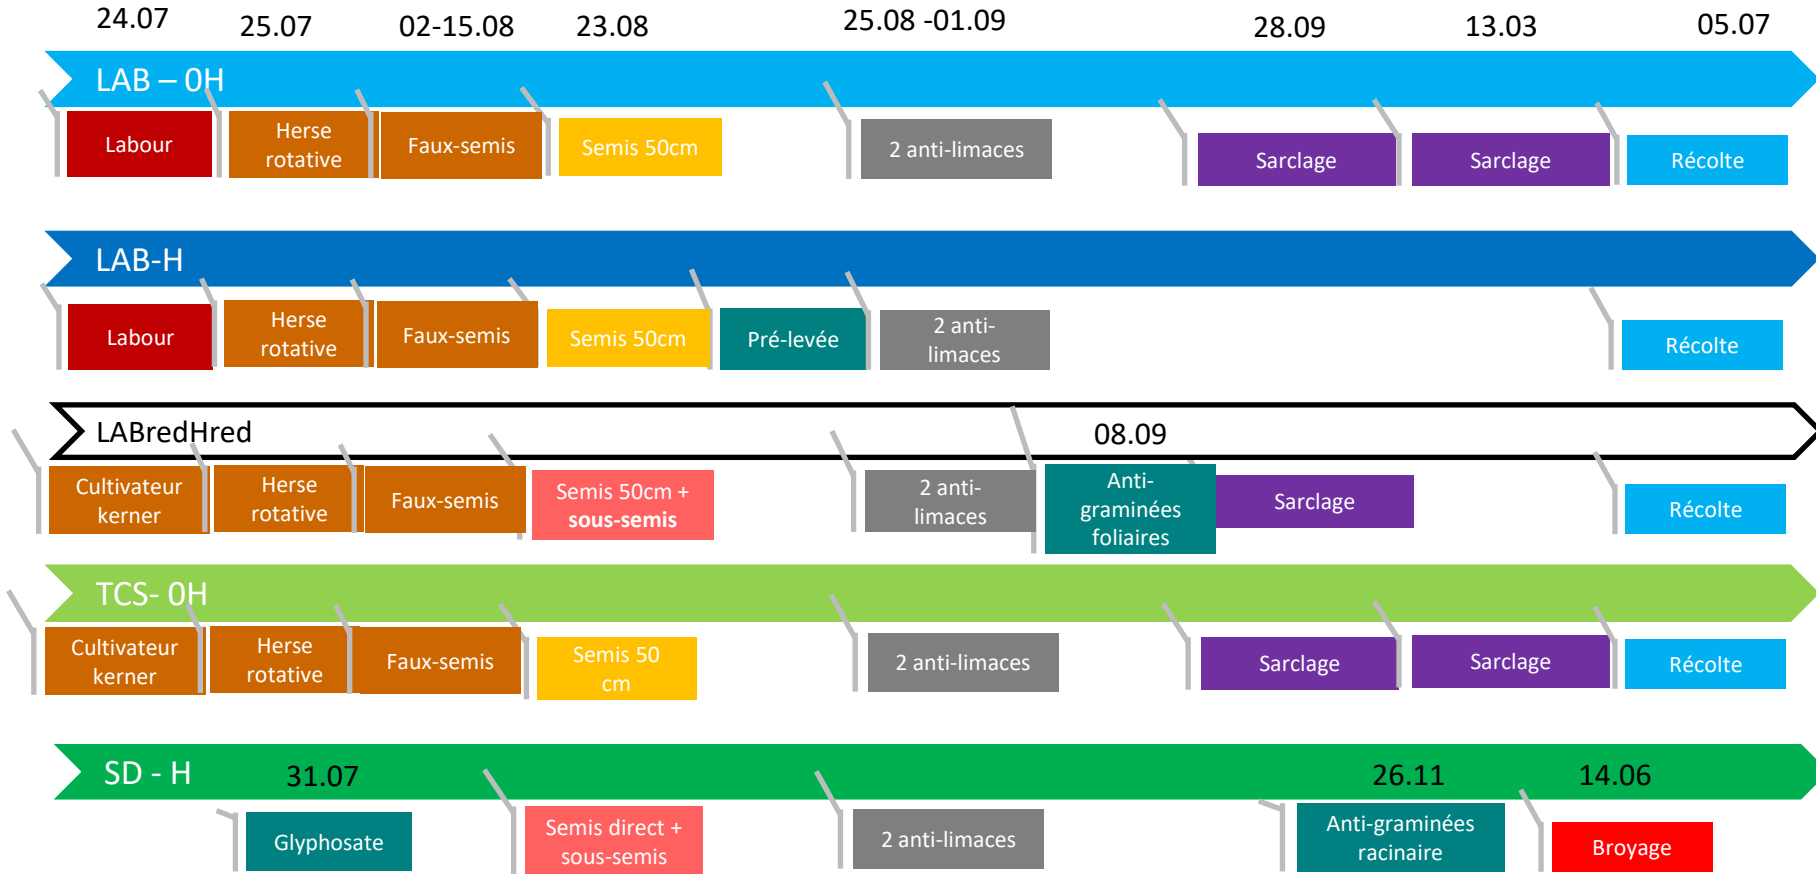 24.07
25.07
02-15.08
23.08
25.08 -01.09
28.09
13.03
05.07
LAB – 0H
Labour
Herse
rotative
Faux-semis
Semis 50cm
2 anti-limaces
Sarclage
Sarclage
Récolte
LAB-H
Labour
Herse
rotative
Faux-semis
Semis 50cm
Pré-levée
2 anti-
limaces
Récolte
LABredHred
08.09
Cultivateur
kerner
Herse
rotative
Faux-semis
Semis 50cm +
sous-semis
2 anti-
limaces
Anti-
graminées
foliaires
Sarclage
Récolte
TCS- 0H
Cultivateur
kerner
Herse
rotative
Faux-semis
Semis 50
cm
2 anti-limaces
Sarclage
Sarclage
Récolte
SD - H
31.07
26.11
14.06
Glyphosate
Semis direct +
sous-semis
2 anti-limaces
Anti-graminées
racinaire
Broyage